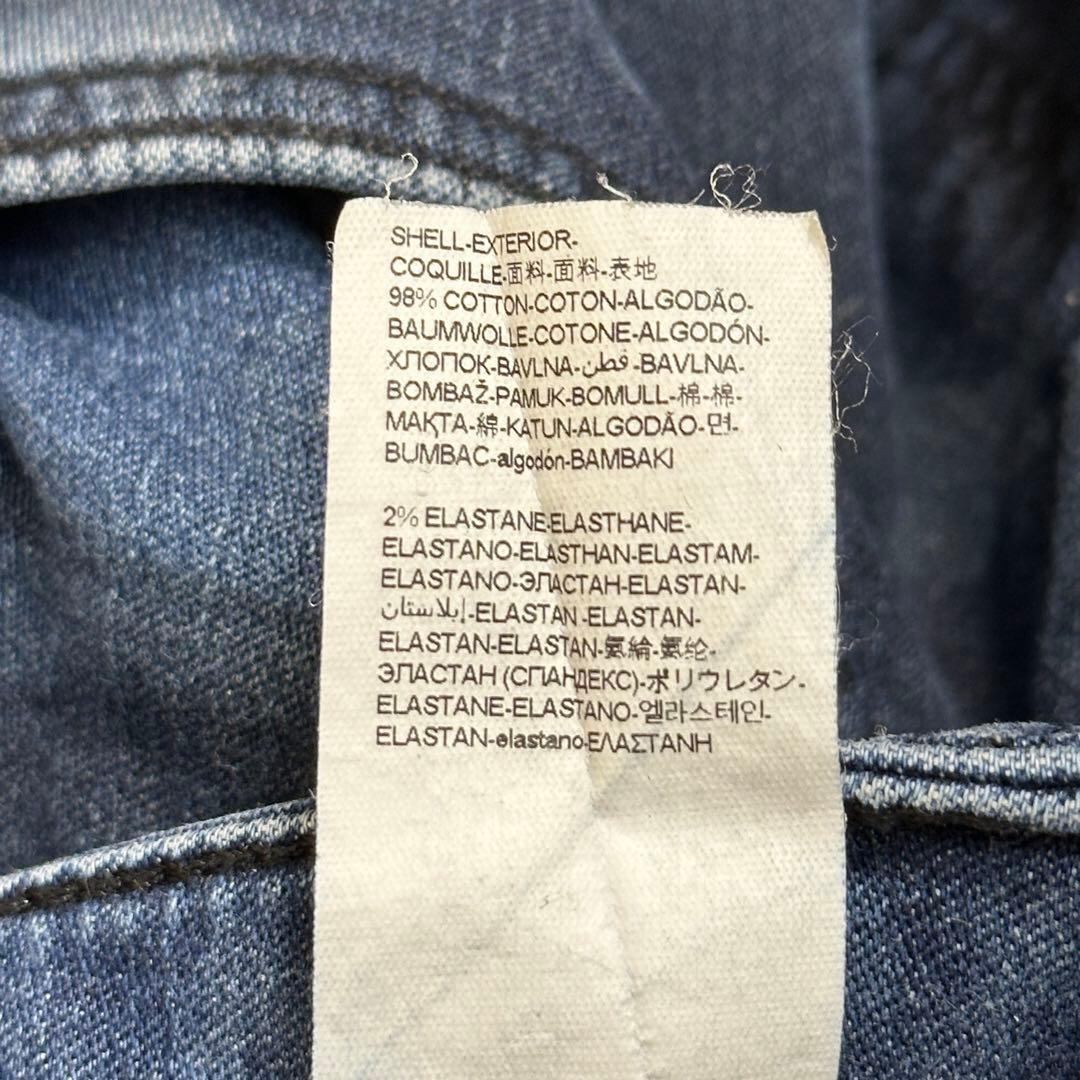 SHELL-EXTERIOR-
COQUILLE-面料-面料-表地
98% COTTON-COTON-ALGODÃO-
BAUMWOLLE-COTONE-ALGODÓN-
ХЛОПОК-BAVLNA-قطن-BAVLNA-
BOMBAŽ-PAMUK-BOMULL-棉-棉-
МАҚТА-綿-KATUN-ALGODÃO-면-
BUMBAC-algodón-BAMBAKI
2% ELASTANE-ELASTHANE-
ELASTANO-ELASTHAN-ELASTAM-
ELASTANO-ЭЛАСТАН-ELASTAN-
إيلاستان-ELASTAN-ELASTAN-
ELASTAN-ELASTAN-氨綸-氨纶-
ЭЛАСТАН (СПАНДЕКС)-ポリウレタン-
ELASTANE-ELASTANO-엘라스테인-
ELASTAN-elastano-ΕΛΑΣΤΑΝΗ